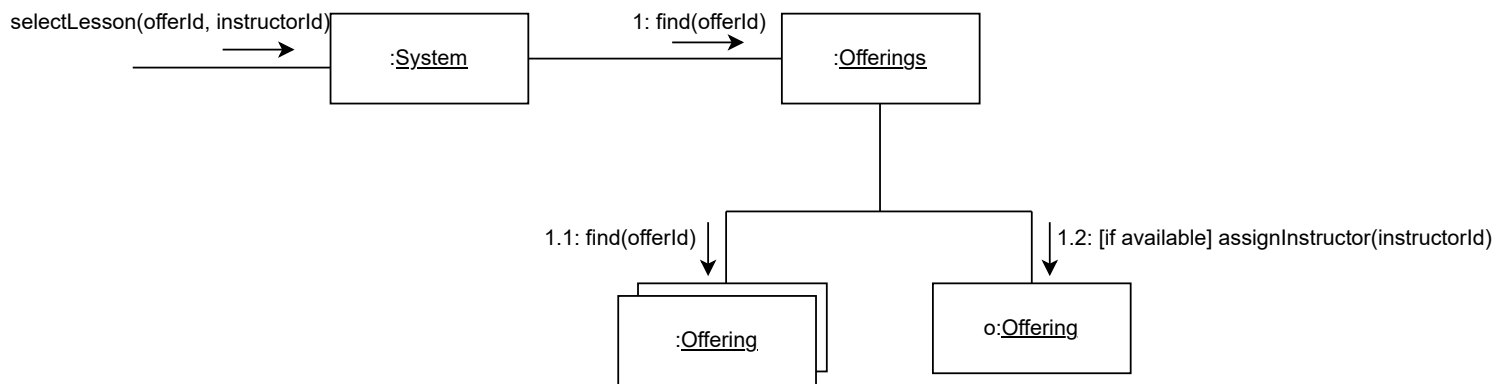 selectLesson(offerId, instructorId)
1: find(offerId)
:System
:Offerings
1.1: find(offerId)
1.2: [if available] assignInstructor(instructorId)
:Offering
o:Offering